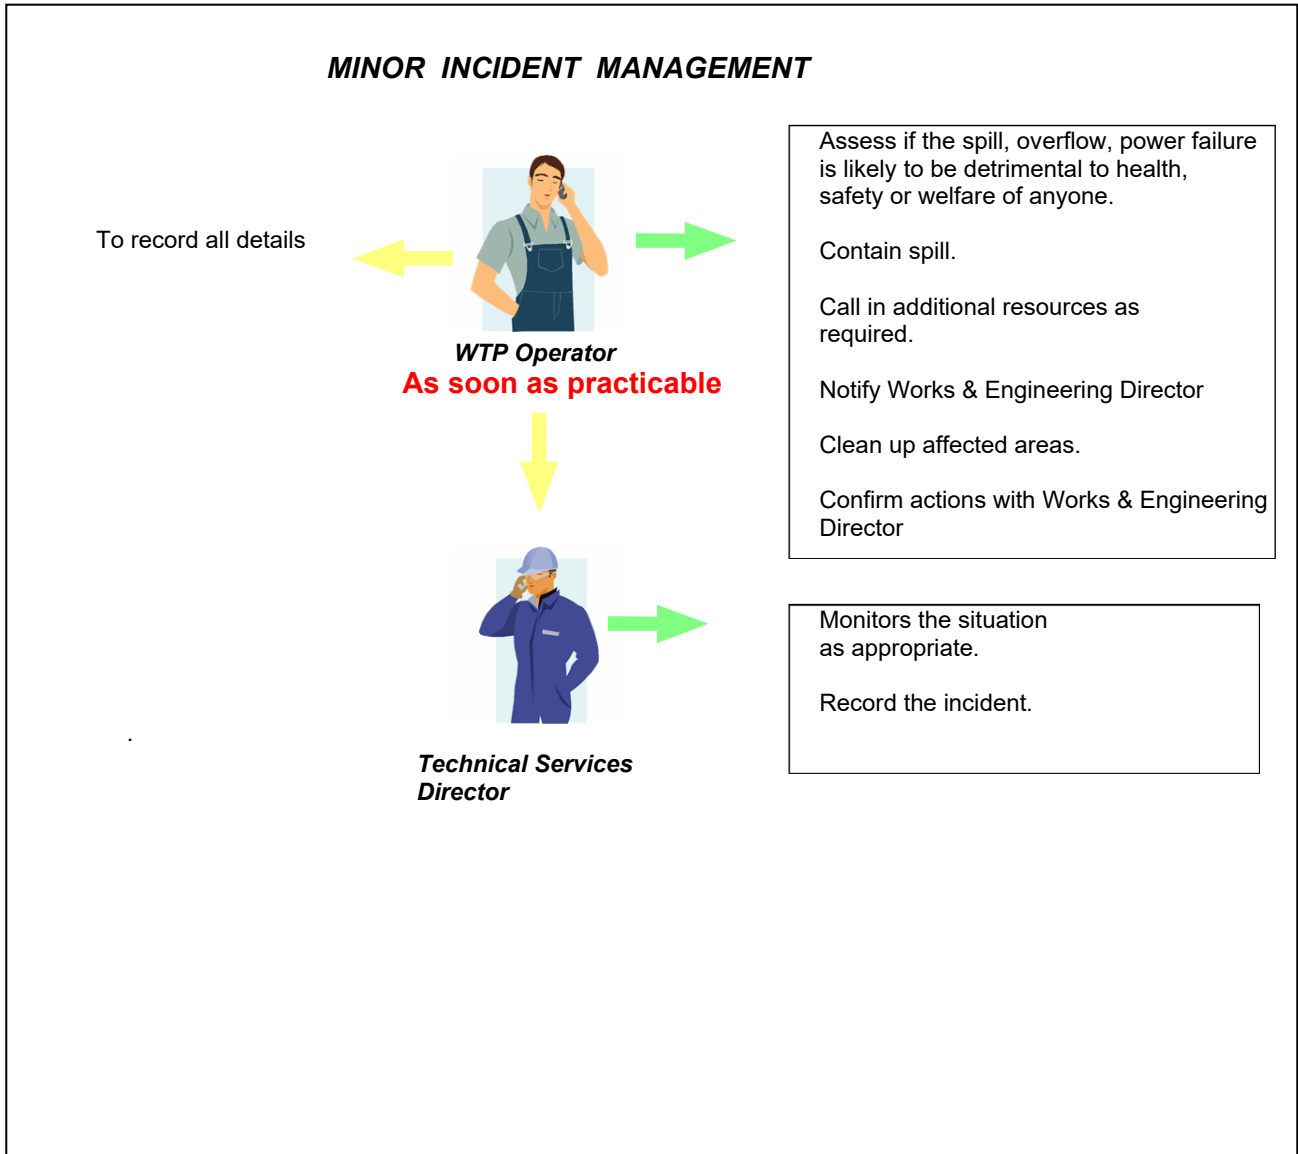 MINOR INCIDENT MANAGEMENT
To record all details
WTP Operator
As soon as practicable
Assess if the spill, overflow, power failure
is likely to be detrimental to health,
safety or welfare of anyone.
Contain spill.
Call in additional resources as
required.
Notify Works & Engineering Director
Clean up affected areas.
Confirm actions with Works & Engineering
Director
Monitors the situation
as appropriate.
Record the incident.
.
Technical Services
Director